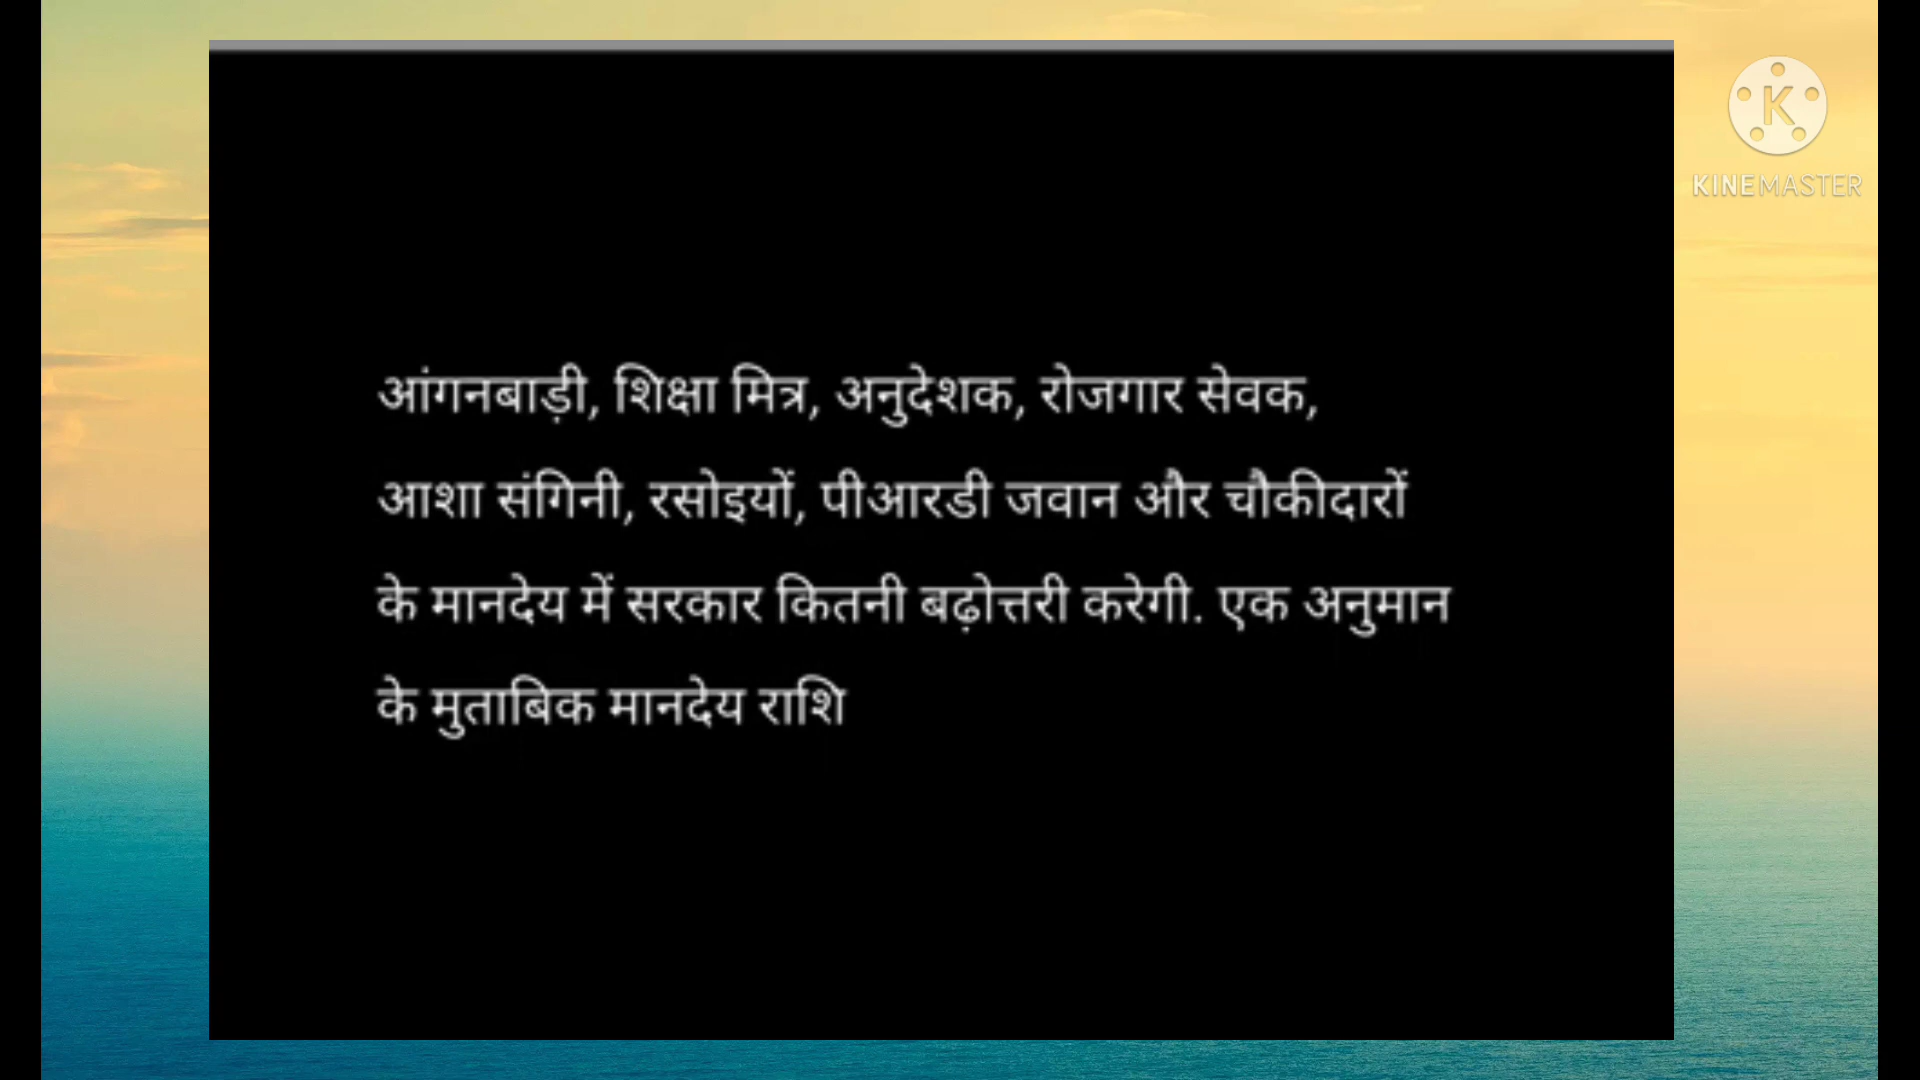 आंगनबाड़ी, शिक्षा मित्र, अनुदेशक, रोजगार सेवक,
आशा संगिनी, रसोइयों, पीआरडी जवान और चौकीदारों
के मानदेय में सरकार कितनी बढ़ोत्तरी करेगी. एक अनुमान
के मुताबिक मानदेय राशि
K
KINEMASTER